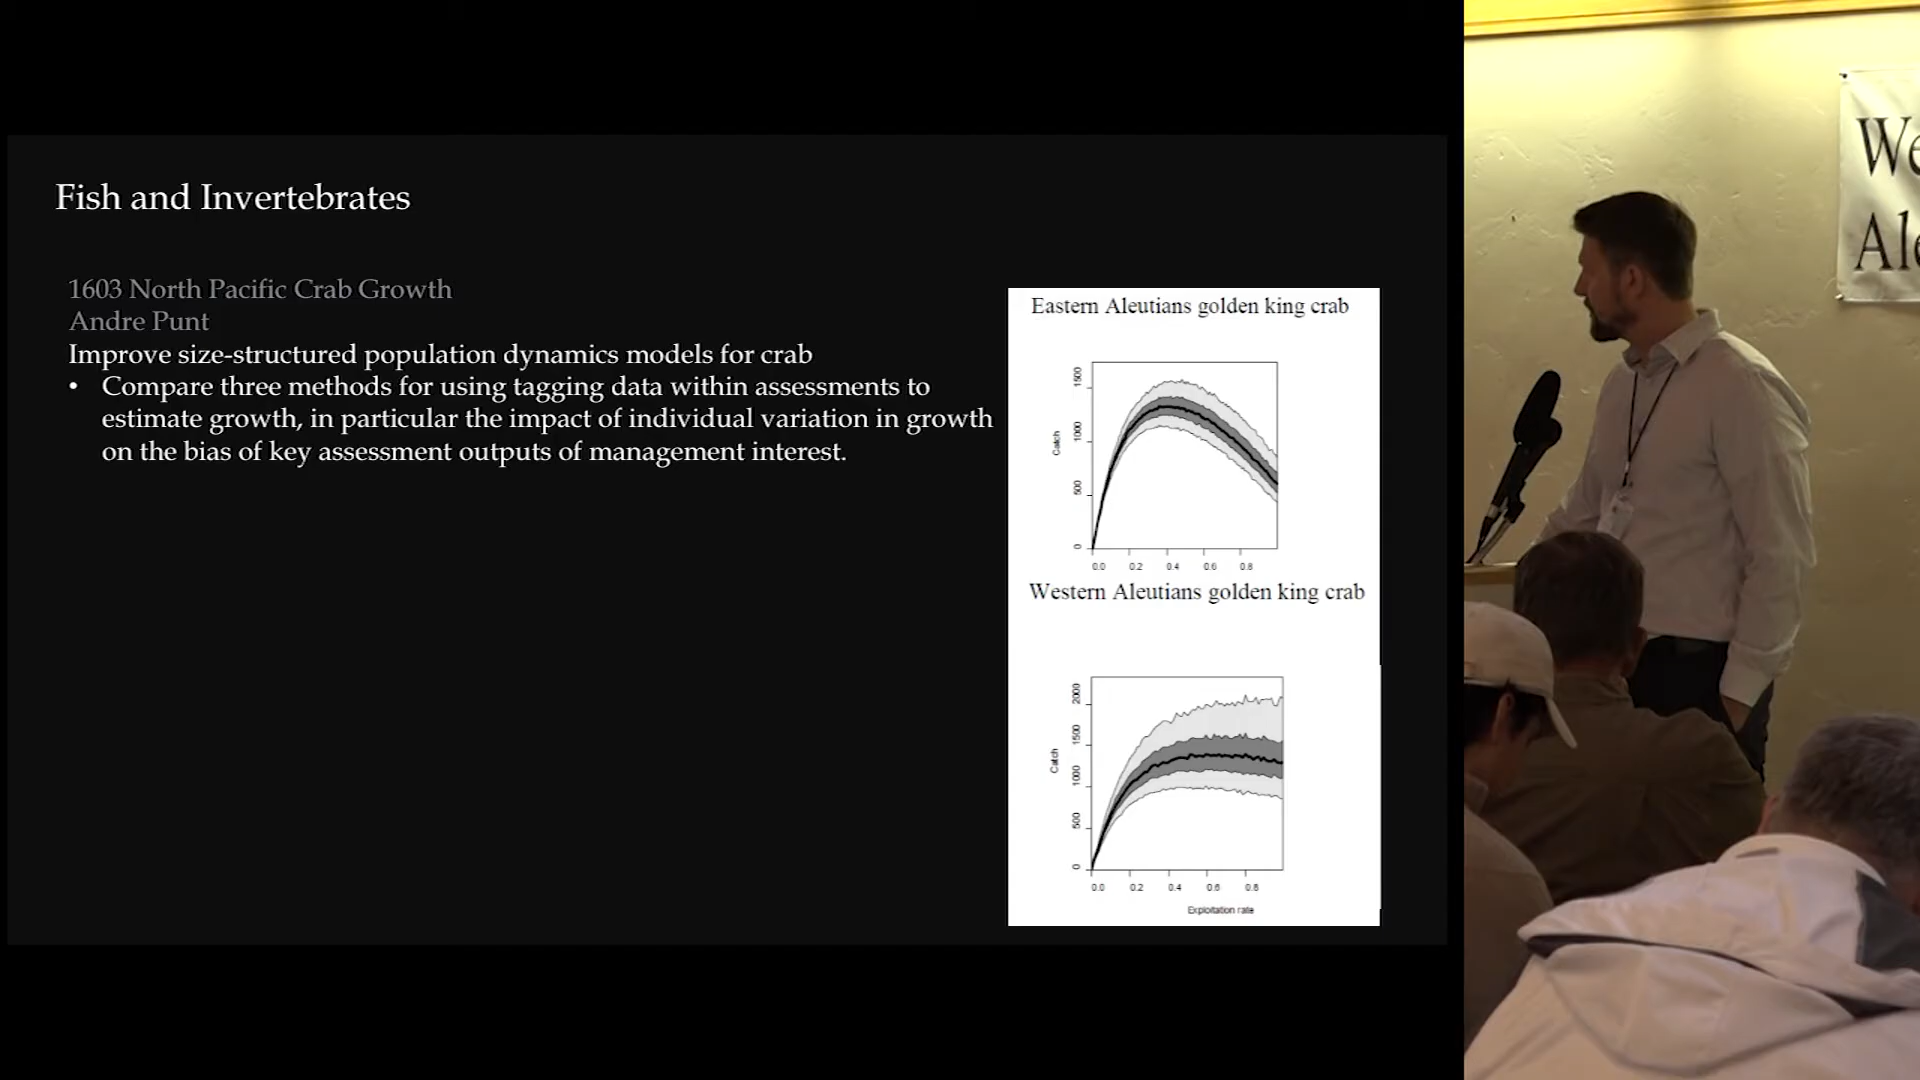 Fish and Invertebrates
1603 North Pacific Crab Growth
Andre Punt
Improve size-structured population dynamics models for crab
• Compare three methods for using tagging data within assessments to
estimate growth, in particular the impact of individual variation in growth
on the bias of key assessment outputs of management interest.
Eastern Aleutians golden king crab
Catch
1500
1000
500
0
0.0 0.2 0.4 0.6 0.8
Western Aleutians golden king crab
Catch
2000
1500
1000
500
0
0.0 0.2 0.4 0.6 0.8
Exploitation rate
We
Ale